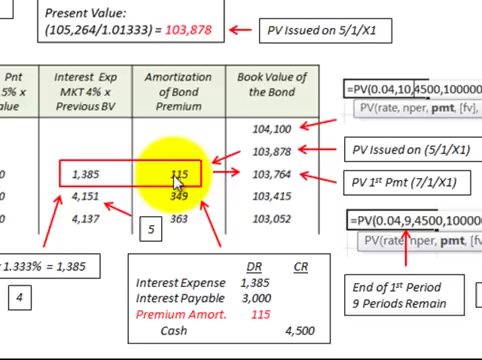 Present Value:
(105,264/1.01333) = 103,878
PV Issued on 5/1/X1
Pnt
5% x
alue
Interest Exp
MKT 4% x
Previous BV
Amortization
of Bond
Premium
Book Value of
the Bond
104,100
103,878
0 1,385 115 103,764
0 4,151 349 103,415
0 4,137 363 103,052
=PV(0.04,10,4500,100000
PV(rate, nper, pmt, [fv],
PV Issued on (5/1/X1)
PV 1st Pmt (7/1/X1)
=PV(0.04,9,4500,100000
PV(rate, nper, pmt, [fv]
End of 1st Period
9 Periods Remain
5
x 1.333% = 1,385
4
DR CR
Interest Expense 1,385
Interest Payable 3,000
Premium Amort. 115
Cash 4,500